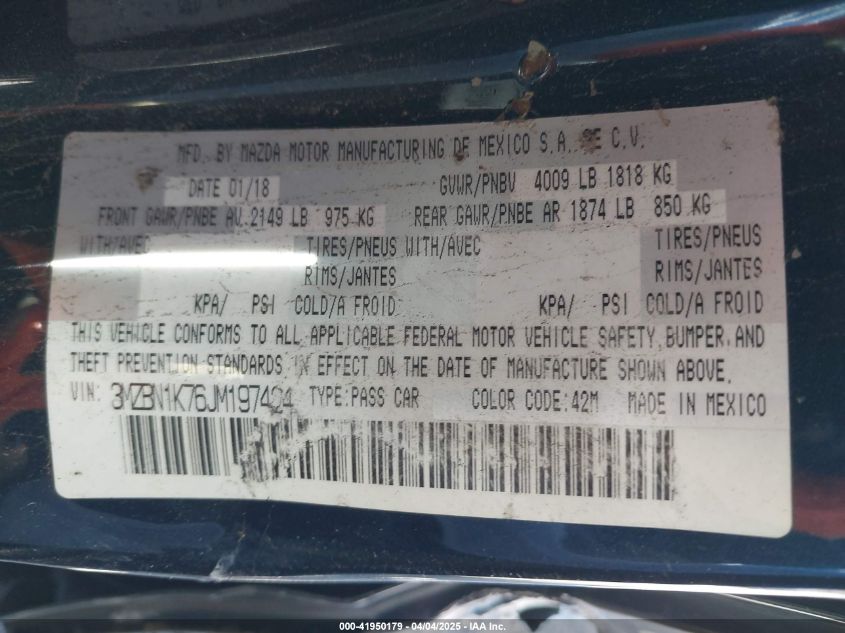 MFD. BY MAZDA MOTOR MANUFACTURING DE MEXICO S.A. DE C.V.
DATE 01/18 GVWR/PNBV 4009 LB 1818 KG
FRONT GAWR/PNBE AV 2149 LB 975 KG REAR GAWR/PNBE AR 1874 LB 850 KG
WITH/AVEC TIRES/PNEUS WITH/AVEC TIRES/PNEUS
RIMS/JANTES RIMS/JANTES
KPA/ PSI COLD/A FROID KPA/ PSI COLD/A FROID
THIS VEHICLE CONFORMS TO ALL APPLICABLE FEDERAL MOTOR VEHICLE SAFETY, BUMPER, AND
THEFT PREVENTION STANDARDS IN EFFECT ON THE DATE OF MANUFACTURE SHOWN ABOVE.
VIN: 3MZBN1K76JM197424 TYPE:PASS CAR COLOR CODE:42M MADE IN MEXICO
000-41950179 | 04/04/2025 - IAA Inc.